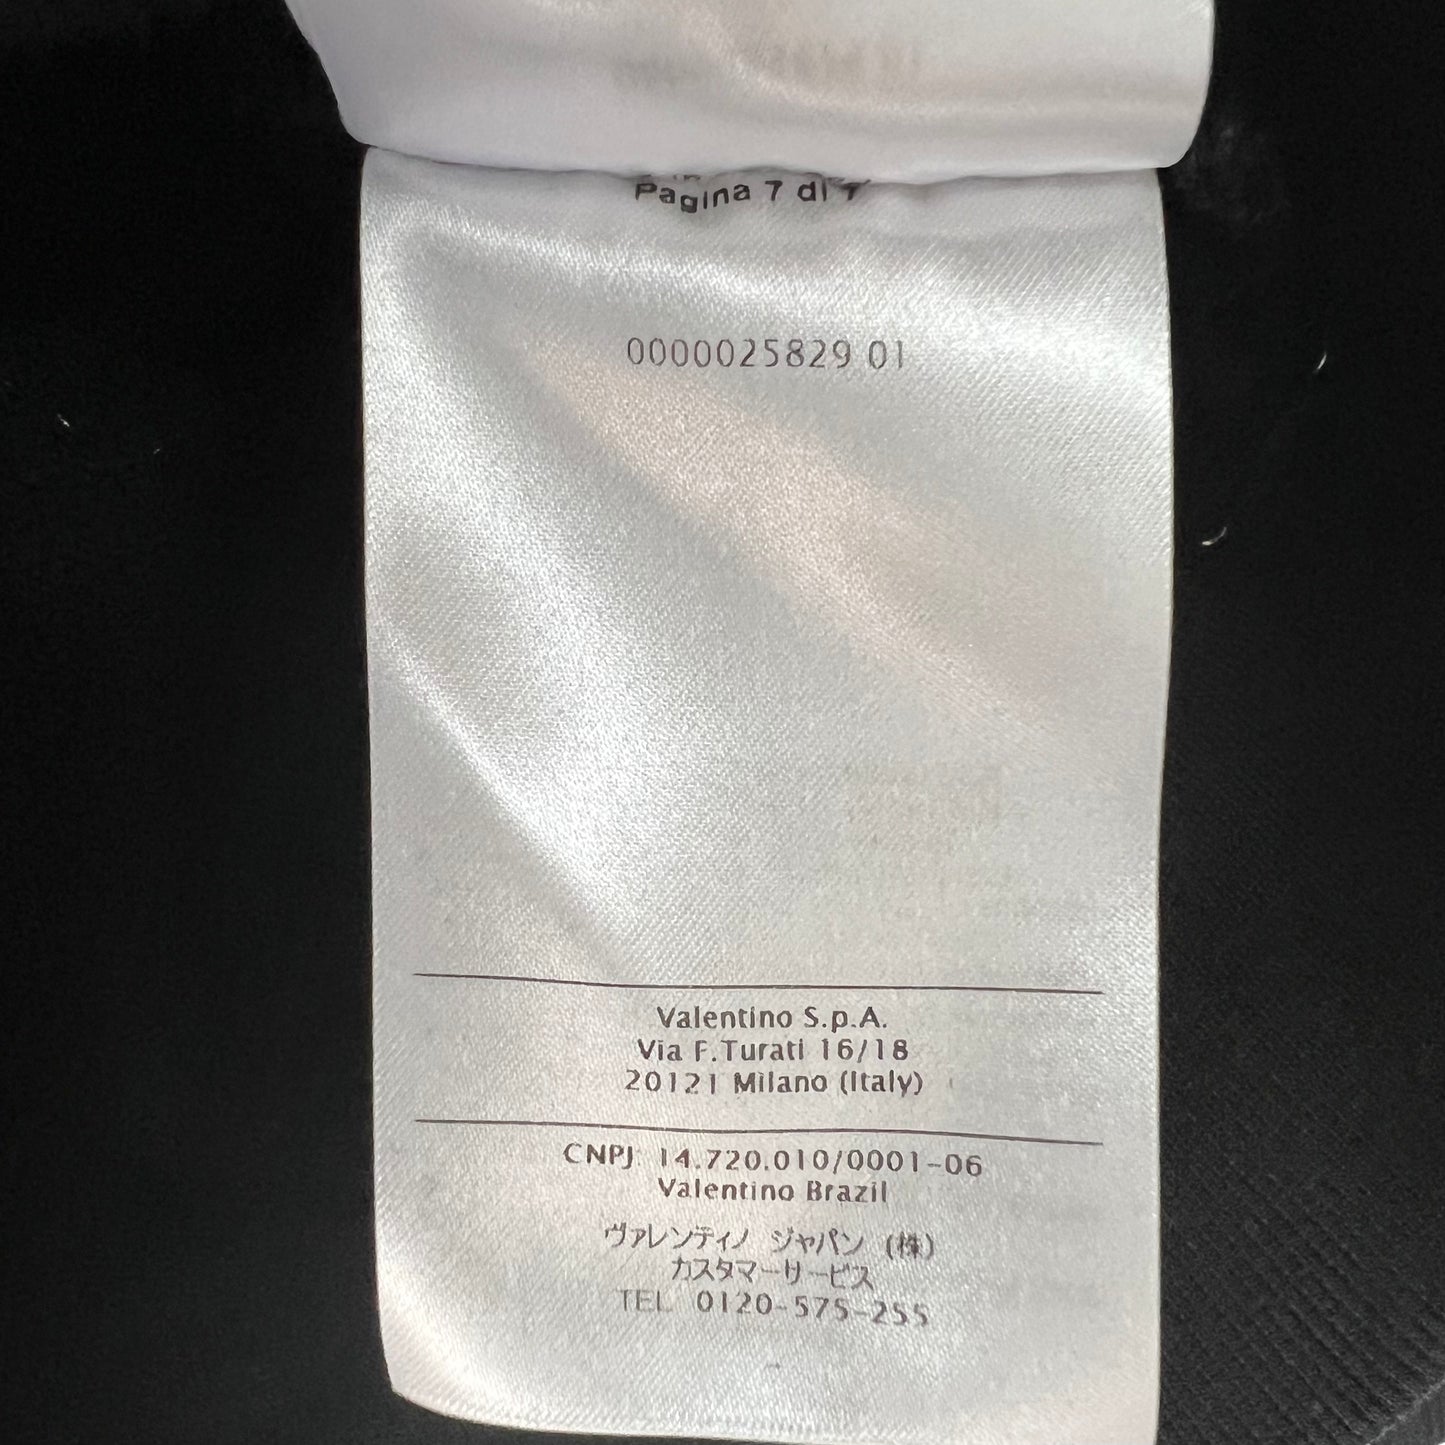 Pagina 7 di 7
0000025829 01
Valentino S.p.A.
Via F.Turati 16/18
20121 Milano (Italy)
CNPJ 14.720.010/0001-06
Valentino Brazil
ヴァレンティノ ジャパン (株)
カスタマーサービス
TEL 0120-575-255